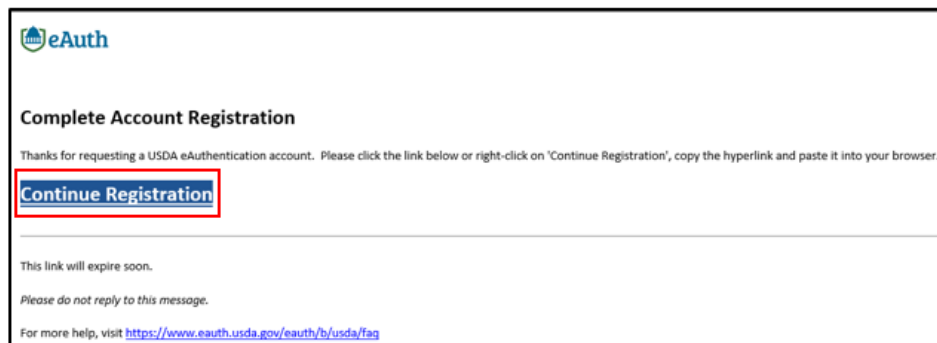 eAuth
Complete Account Registration
Thanks for requesting a USDA eAuthentication account. Please click the link below or right-click on 'Continue Registration', copy the hyperlink and paste it into your browser.
Continue Registration
This link will expire soon.
Please do not reply to this message.
For more help, visit https://www.eauth.usda.gov/eauth/b/usda/faq